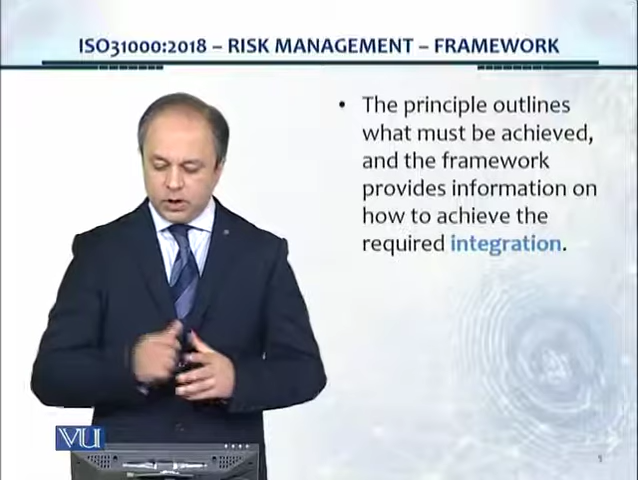 ISO31000:2018 – RISK MANAGEMENT – FRAMEWORK
• The principle outlines
what must be achieved,
and the framework
provides information on
how to achieve the
required integration.
VU